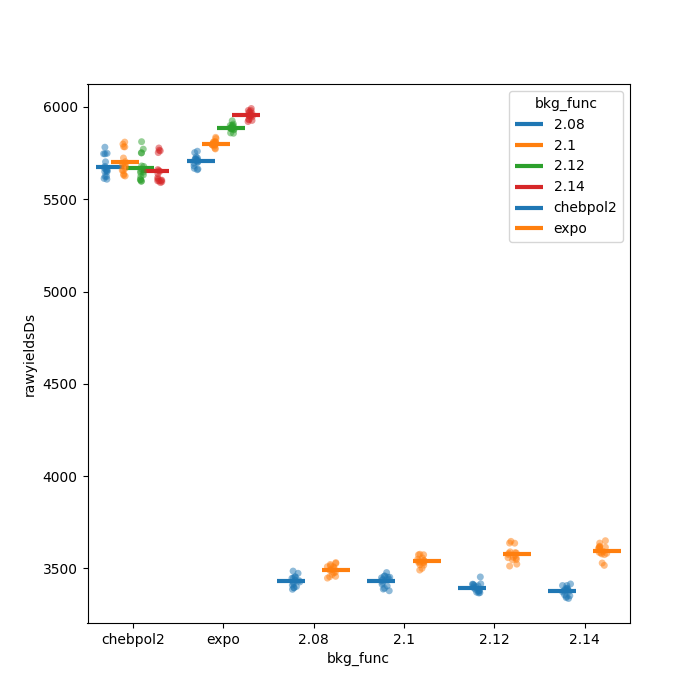 6000
5500
5000
4500
4000
3500
rawyieldsDs
bkg_func
2.08
2.1
2.12
2.14
chebpol2
expo
chebpol2 expo 2.08 2.1 2.12 2.14
bkg_func